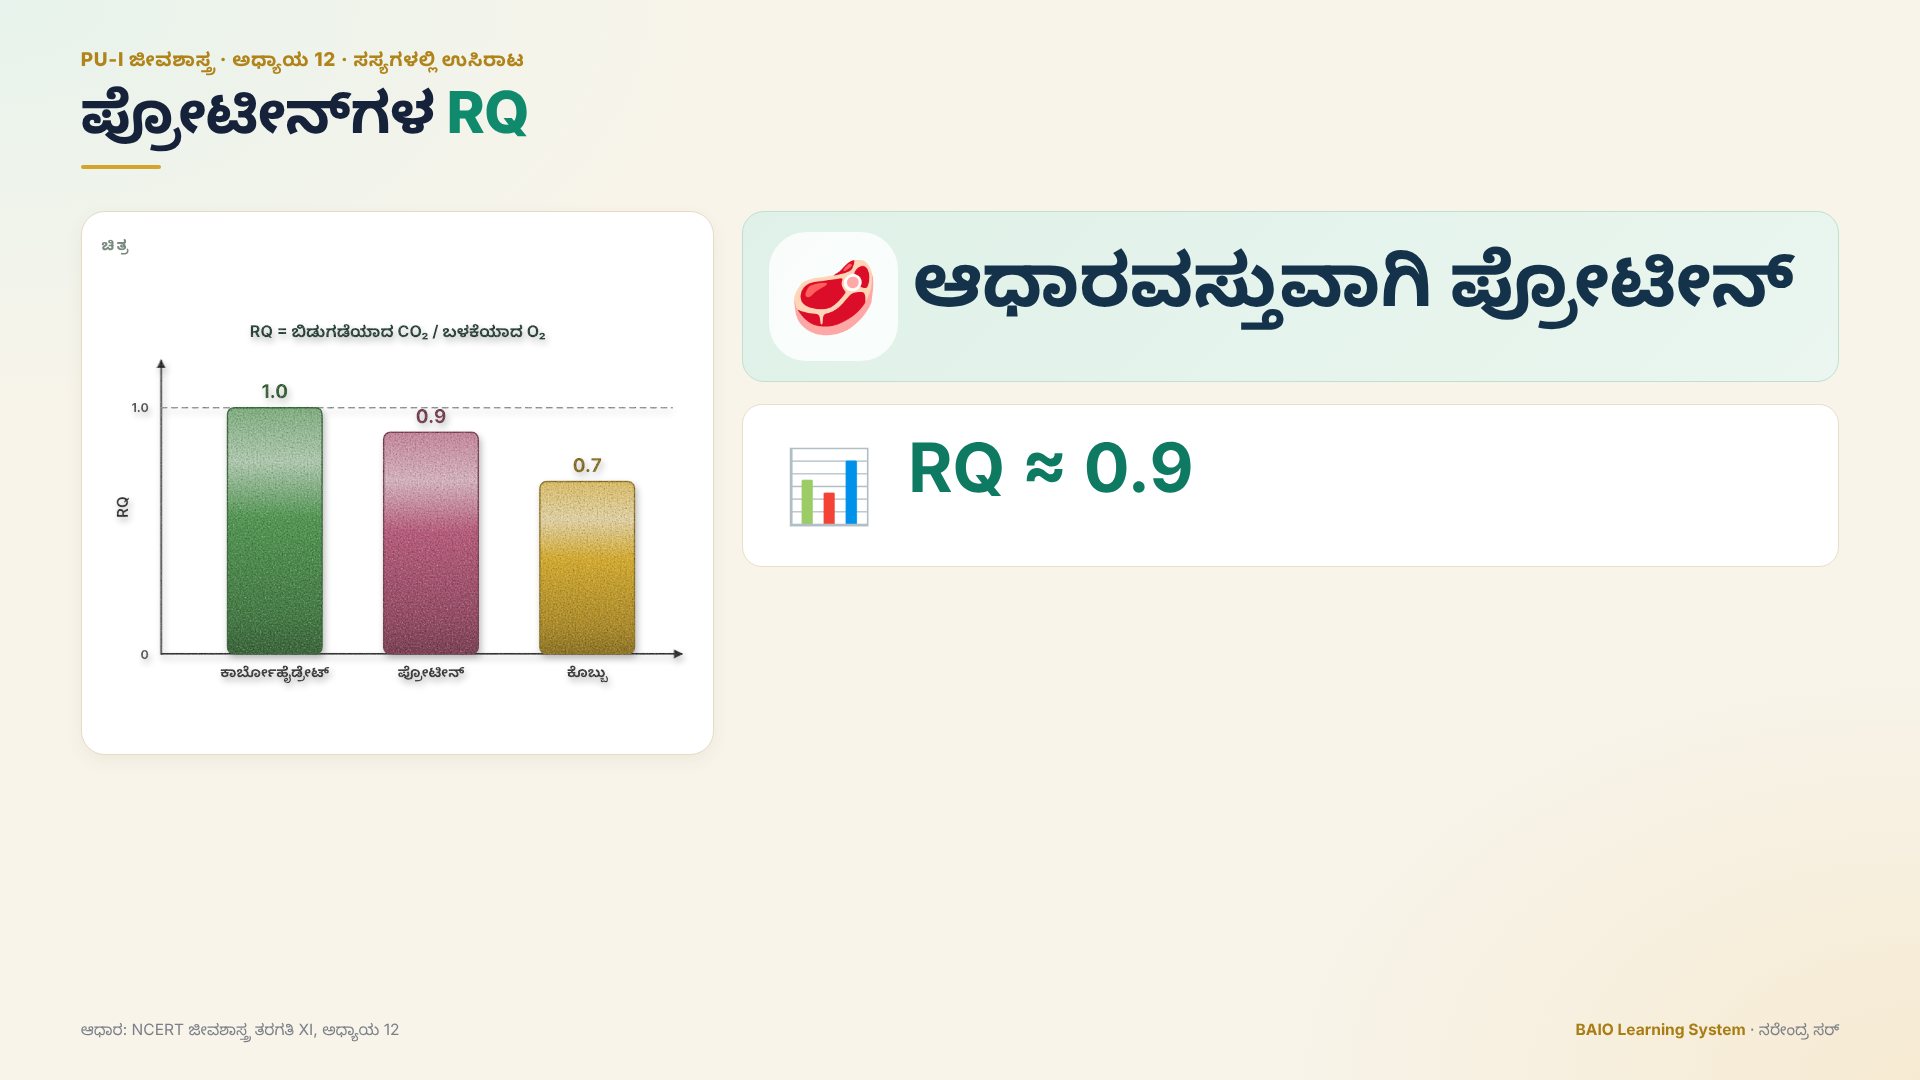 PU-I ಜೀವಶಾಸ್ತ್ರ · ಅಧ್ಯಾಯ 12 · ಸಸ್ಯಗಳಲ್ಲಿ ಉಸಿರಾಟ
ಪ್ರೋಟೀನ್‌ಗಳ RQ
ಚಿತ್ರ
RQ = ಬಿಡುಗಡೆಯಾದ CO₂ / ಬಳಕೆಯಾದ O₂
1.0
1.0
0.9
0.7
RQ
0
ಕಾರ್ಬೋಹೈಡ್ರೇಟ್
ಪ್ರೋಟೀನ್
ಕೊಬ್ಬು
ಆಧಾರವಸ್ತುವಾಗಿ ಪ್ರೋಟೀನ್
RQ ≈ 0.9
ಆಧಾರ: NCERT ಜೀವಶಾಸ್ತ್ರ ತರಗತಿ XI, ಅಧ್ಯಾಯ 12
BAIO Learning System · ನರೇಂದ್ರ ಸರ್